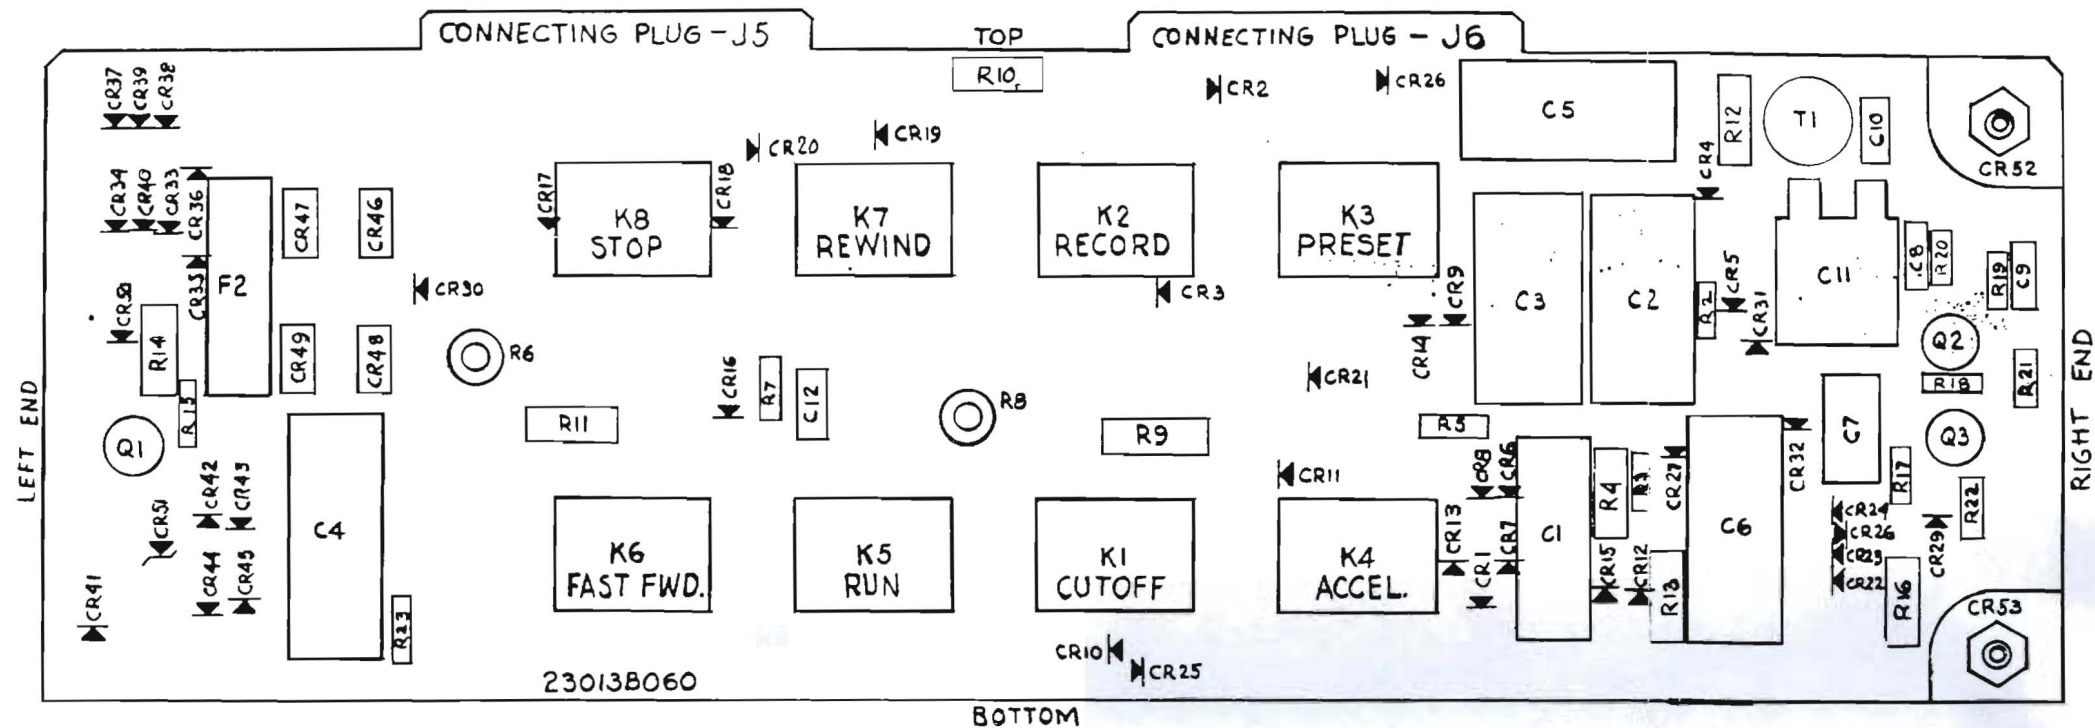 CONNECTING PLUG - J5
TOP
CONNECTING PLUG - J6
CR37
CR39
CR38
R10
CR2
CR26
C5
R12
T1
C10
CR52
CR20
CR19
CR4
CR34
CR40
CR33
CR36
CR47
CR46
CR17
K8
STOP
CR18
K7
REWIND
K2
RECORD
K3
PRESET
CR35
F2
CR30
CR3
CR9
C3
C2
R2
CR5
CR31
C11
C8
R20
R19
C9
CR50
R14
CR49
CR48
R6
CR16
R7
C12
R8
CR21
CR14
Q2
R18
R21
LEFT END
RIGHT END
R15
Q1
R11
R9
R5
C7
Q3
CR42
CR43
C4
CR11
CR8
CR6
R4
R3
CR27
CR32
R17
R22
CR51
CR44
CR45
K6
FAST FWD.
K5
RUN
K1
CUTOFF
K4
ACCEL.
CR13
CR1
CR7
C1
CR15
CR12
R13
C6
CR24
CR26
CR23
CR22
CR29
R16
CR41
R23
CR53
CR10
CR25
23013B060
BOTTOM